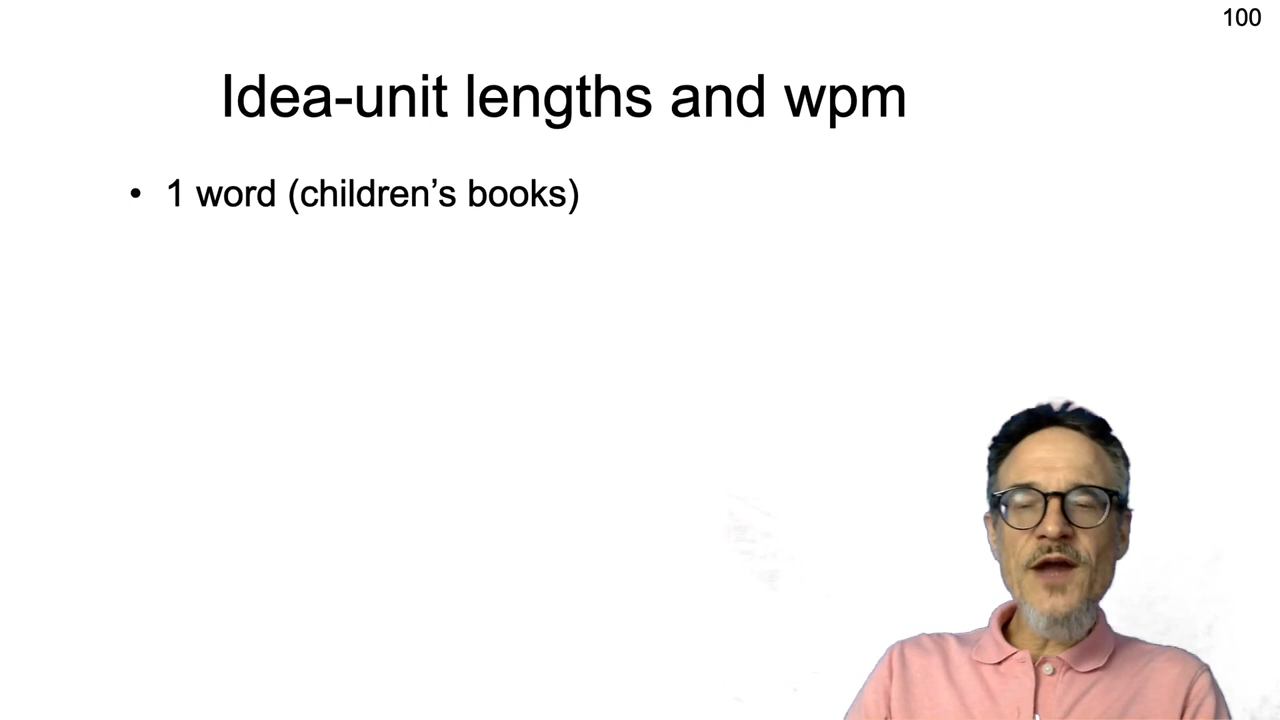 100
Idea-unit lengths and wpm
• 1 word (children’s books)